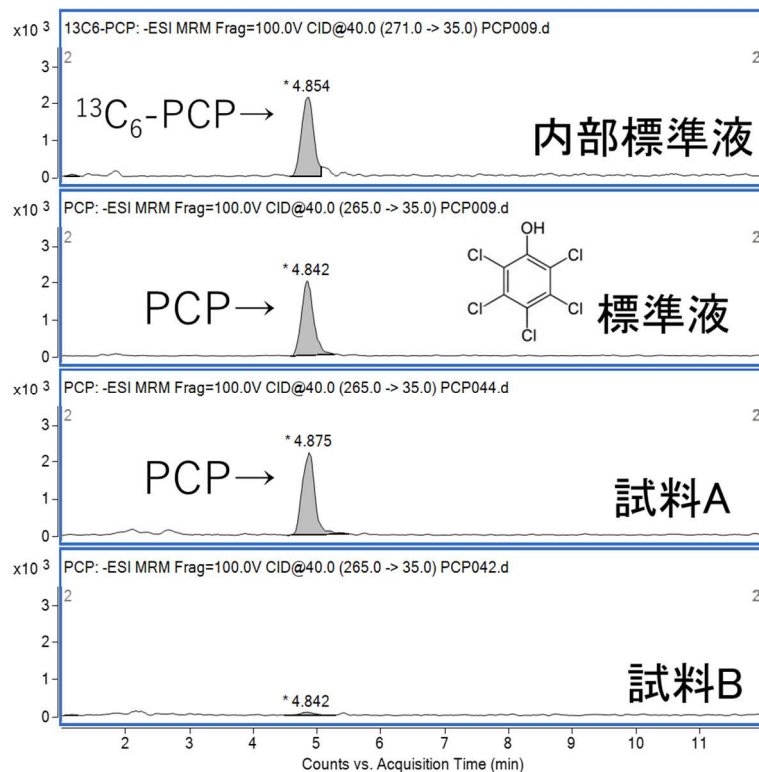 x10 3
13C6-PCP: -ESI MRM Frag=100.0V CID@40.0 (271.0 -> 35.0) PCP009.d
2
2
3
* 4.854
2
¹³C₆-PCP→
内部標準液
1
0
PCP: -ESI MRM Frag=100.0V CID@40.0 (265.0 -> 35.0) PCP009.d
x10 3
2
2
3
* 4.842
OH
Cl
Cl
Cl
Cl
Cl
2
PCP→
標準液
1
0
x10 3
PCP: -ESI MRM Frag=100.0V CID@40.0 (265.0 -> 35.0) PCP044.d
2
2
3
* 4.875
2
PCP→
試料A
1
0
x10 3
PCP: -ESI MRM Frag=100.0V CID@40.0 (265.0 -> 35.0) PCP042.d
2
2
3
2
試料B
1
* 4.842
0
2 3 4 5 6 7 8 9 10 11
Counts vs. Acquisition Time (min)